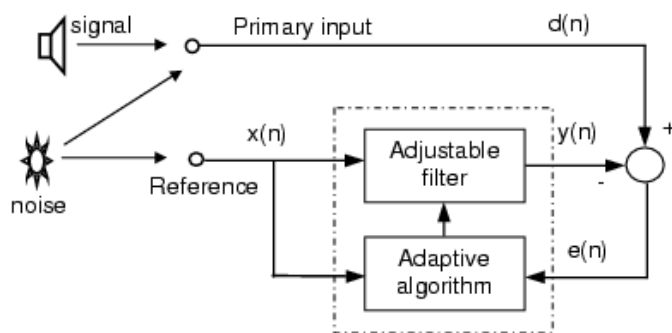 signal
Primary input
d(n)
+
x(n)
Adjustable
filter
y(n)
-
Reference
noise
Adaptive
algorithm
e(n)